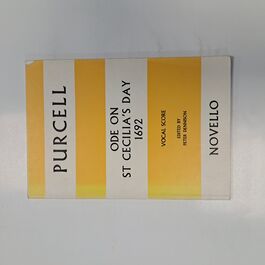 PURCELL
ODE ON
ST CECILIA'S DAY
1692
VOCAL SCORE
EDITED BY
PETER DENNISON
NOVELLO